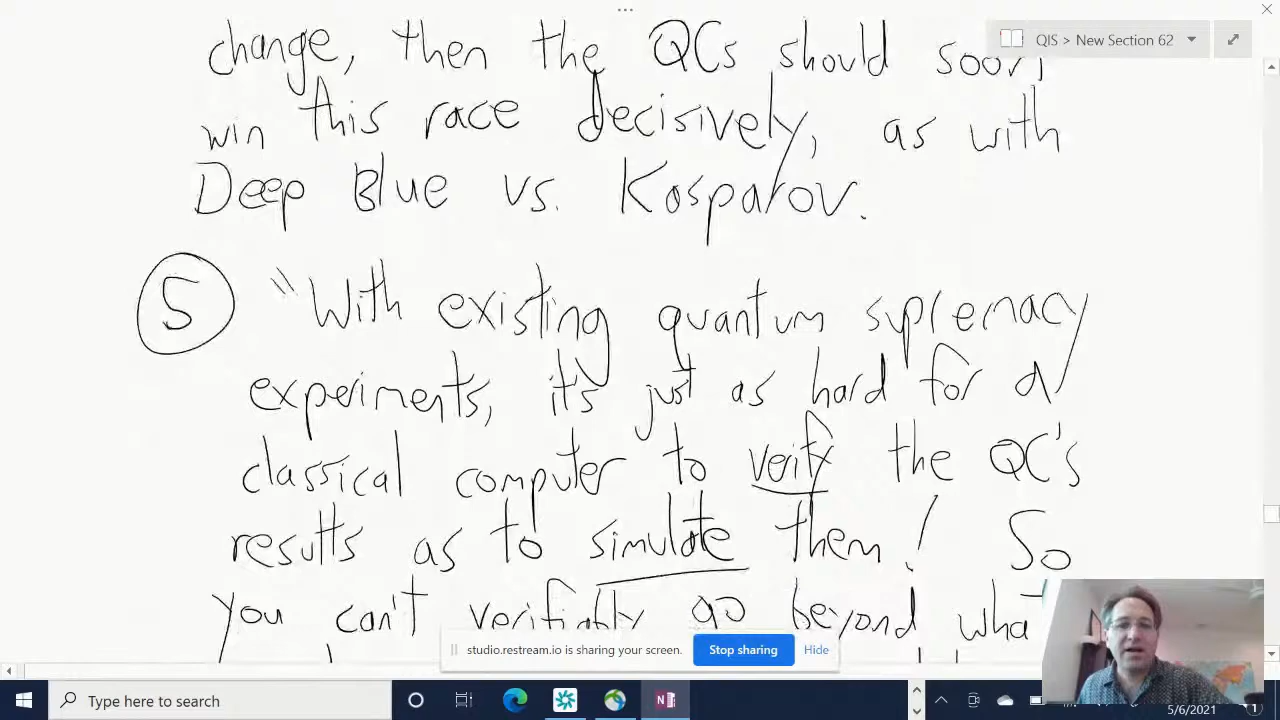 QIS > New Section 62
change, then the QCs should soon
win this race decisively, as with
Deep Blue vs. Kasparov.
5 "With existing quantum supremacy
experiments, it's just as hard for a
classical computer to verify the QC's
results as to simulate them! So
you can't verifiably go beyond what
studio.restream.io is sharing your screen.
Stop sharing
Hide
Type here to search
5/6/2021
1